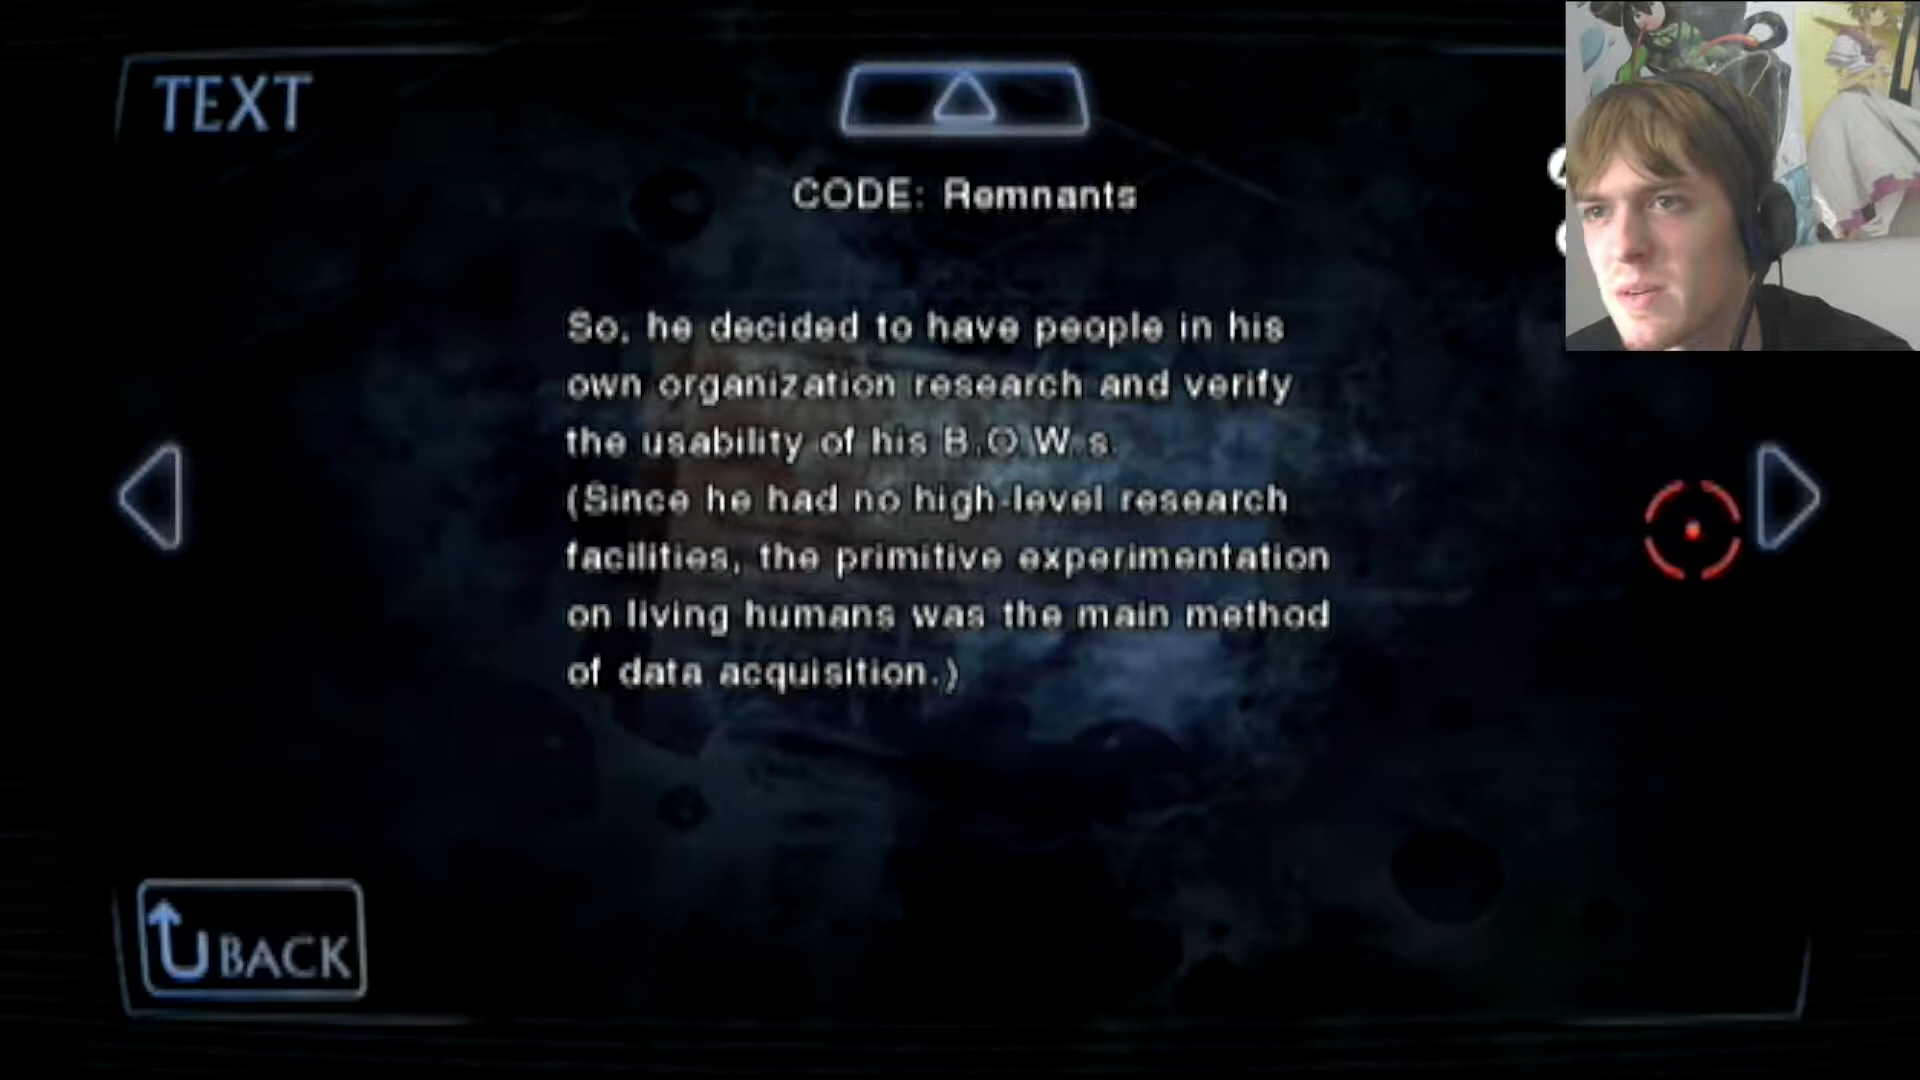 TEXT
CODE: Remnants
So, he decided to have people in his
own organization research and verify
the usability of his B.O.W.s.
(Since he had no high-level research
facilities, the primitive experimentation
on living humans was the main method
of data acquisition.)
BACK